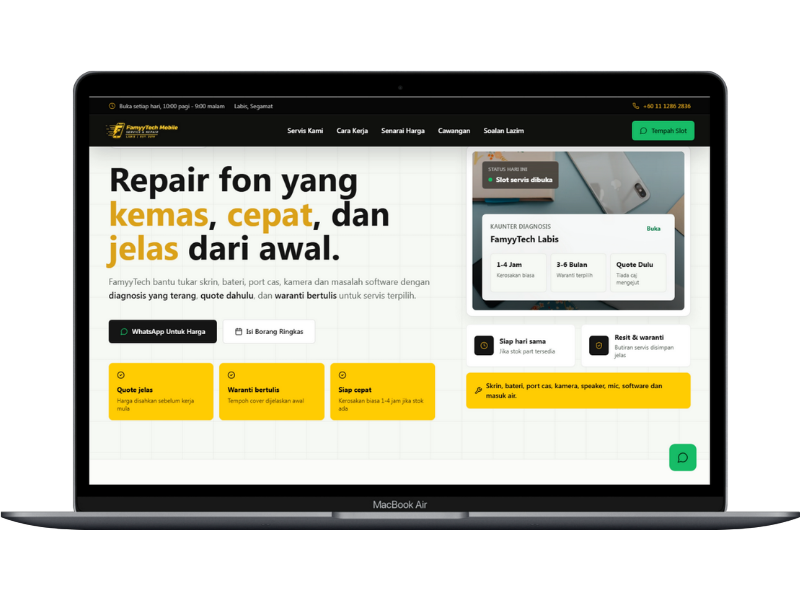 Buka setiap hari, 10:00 pagi - 9:00 malam Labis, Segamat
+60 11 1286 2836
FamyyTech Mobile
Servis Kami Cara Kerja Senarai Harga Cawangan Soalan Lazim
Tempah Slot
Repair fon yang
kemas, cepat, dan
jelas dari awal.
FamyyTech bantu tukar skrin, bateri, port cas, kamera dan masalah software dengan
diagnosis yang terang, quote dahulu, dan waranti bertulis untuk servis terpilih.
WhatsApp Untuk Harga
Isi Borang Ringkas
Quote jelas
Harga disahkan sebelum kerja
mula
Waranti bertulis
Tempoh cover dijelaskan awal
Siap cepat
Kerosakan biasa 1-4 jam jika stok
ada
STATUS HARI INI
Slot servis dibuka
KAUNTER DIAGNOSIS
Buka
FamyyTech Labis
1-4 Jam
Kerosakan biasa
3-6 Bulan
Waranti terpilih
Quote Dulu
Tiada caj
mengejut
Siap hari sama
Jika stok part tersedia
Resit & waranti
Butiran servis disimpan
jelas
Skrin, bateri, port cas, kamera, speaker, mic, software dan
masuk air.
MacBook Air